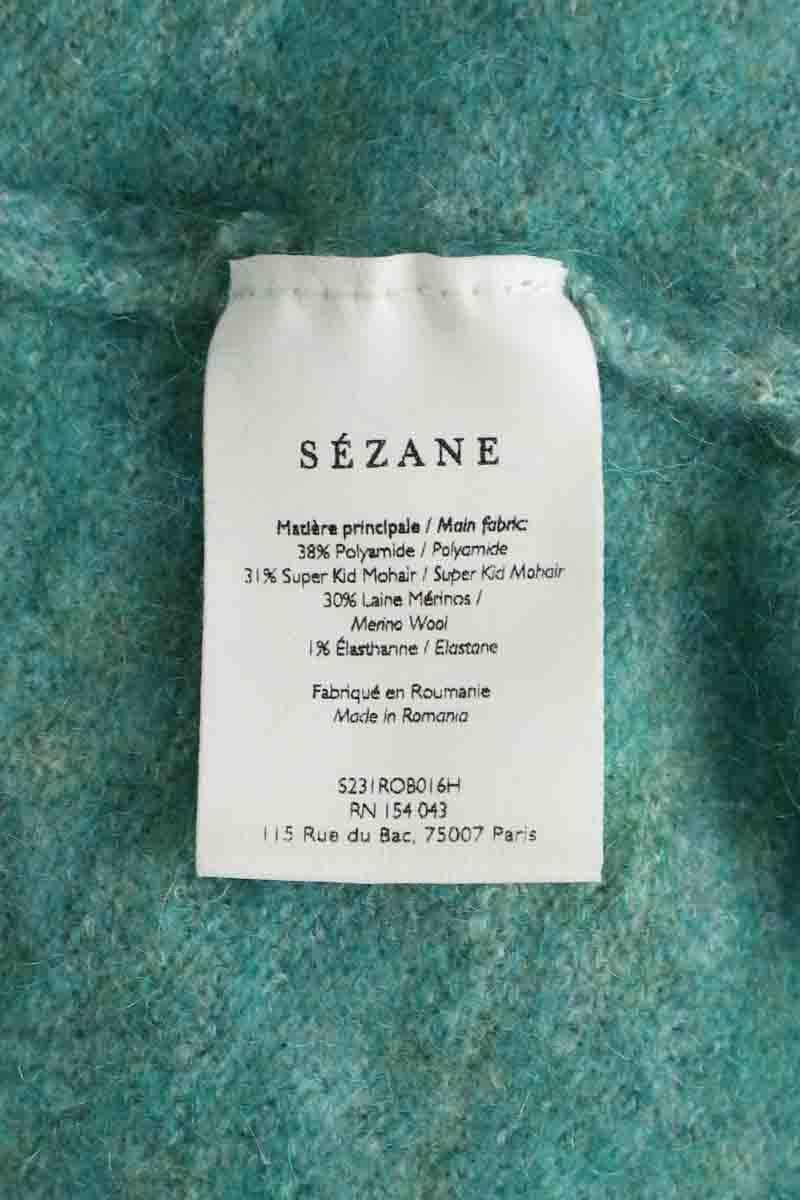 SÉZANE
Matière principale / Main fabric:
38% Polyamide / Polyamide
31% Super Kid Mohair / Super Kid Mohair
30% Laine Mérinos /
Merino Wool
1% Élasthanne / Elastane
Fabriqué en Roumanie
Made in Romania
S231ROB016H
RN 154 043
115 Rue du Bac, 75007 Paris